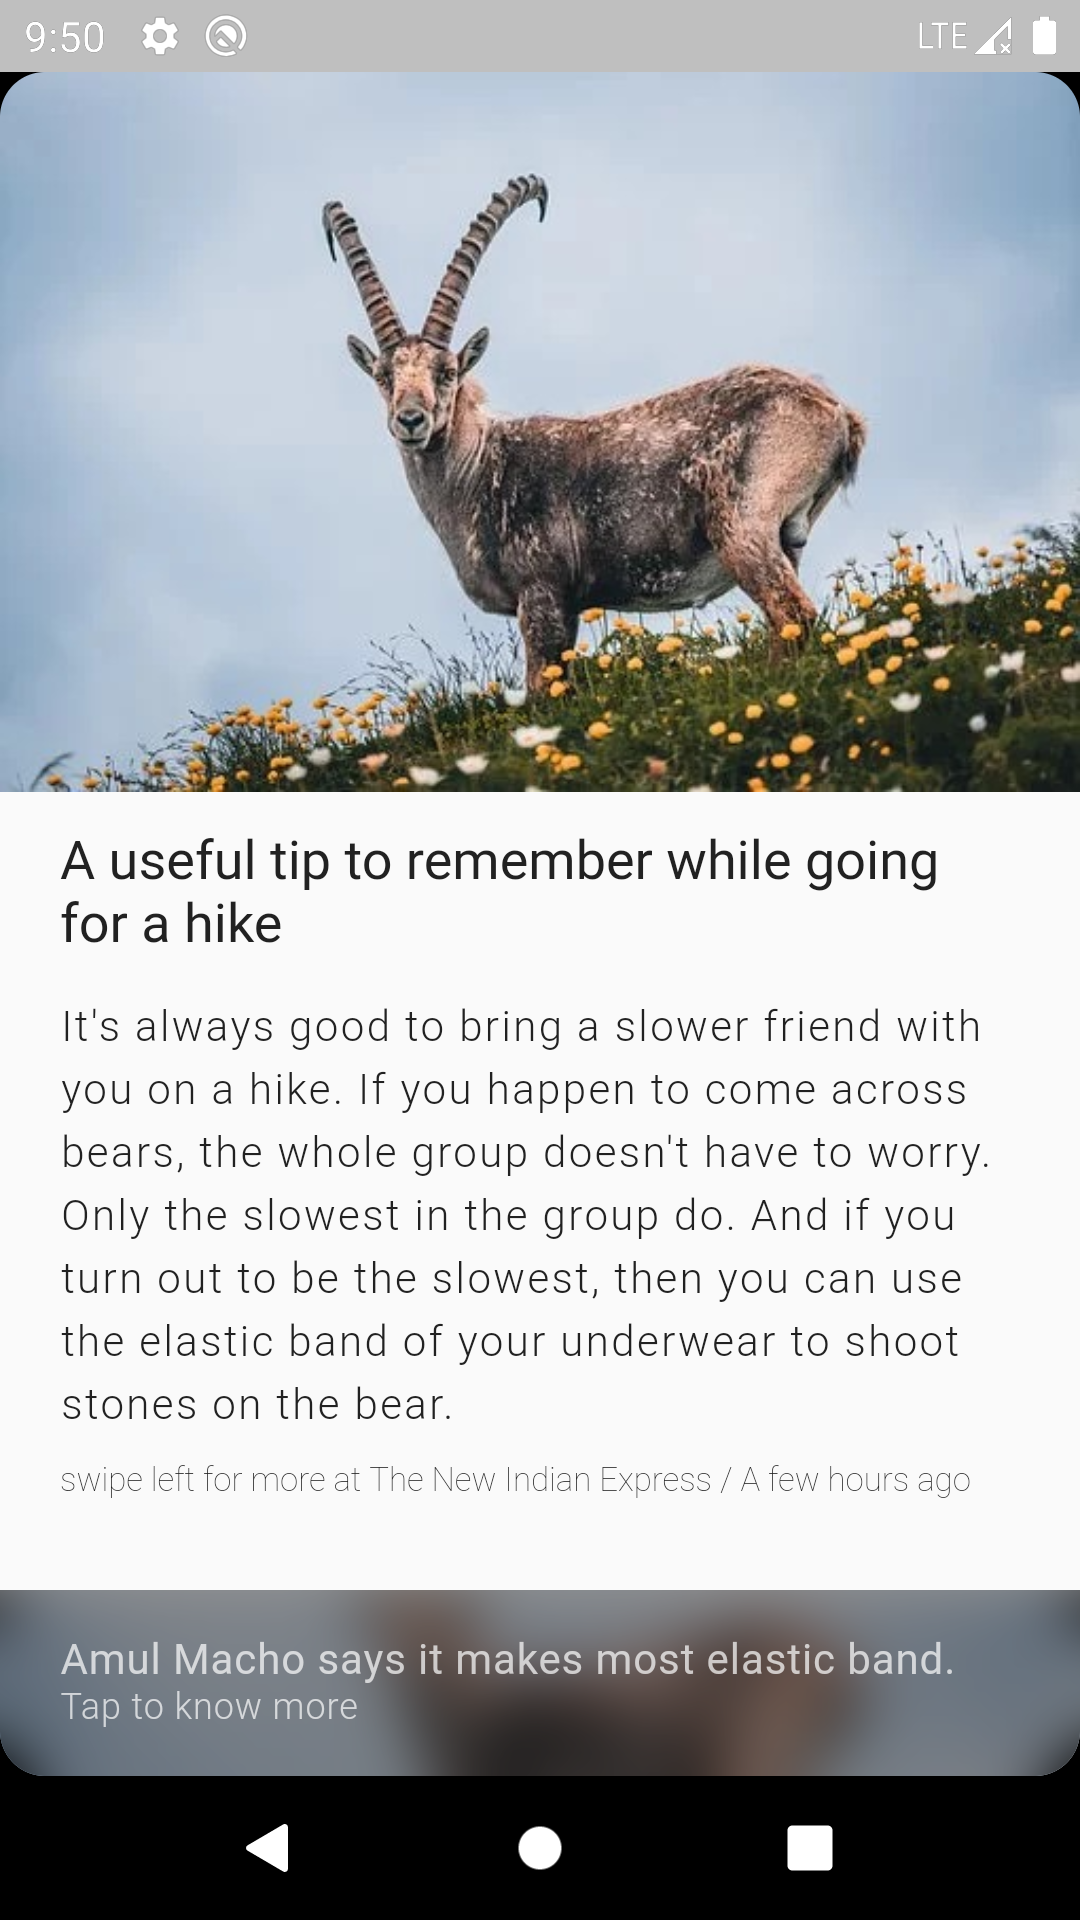 9:50 LTE
A useful tip to remember while going
for a hike
It's always good to bring a slower friend with
you on a hike. If you happen to come across
bears, the whole group doesn't have to worry.
Only the slowest in the group do. And if you
turn out to be the slowest, then you can use
the elastic band of your underwear to shoot
stones on the bear.
swipe left for more at The New Indian Express / A few hours ago
Amul Macho says it makes most elastic band.
Tap to know more